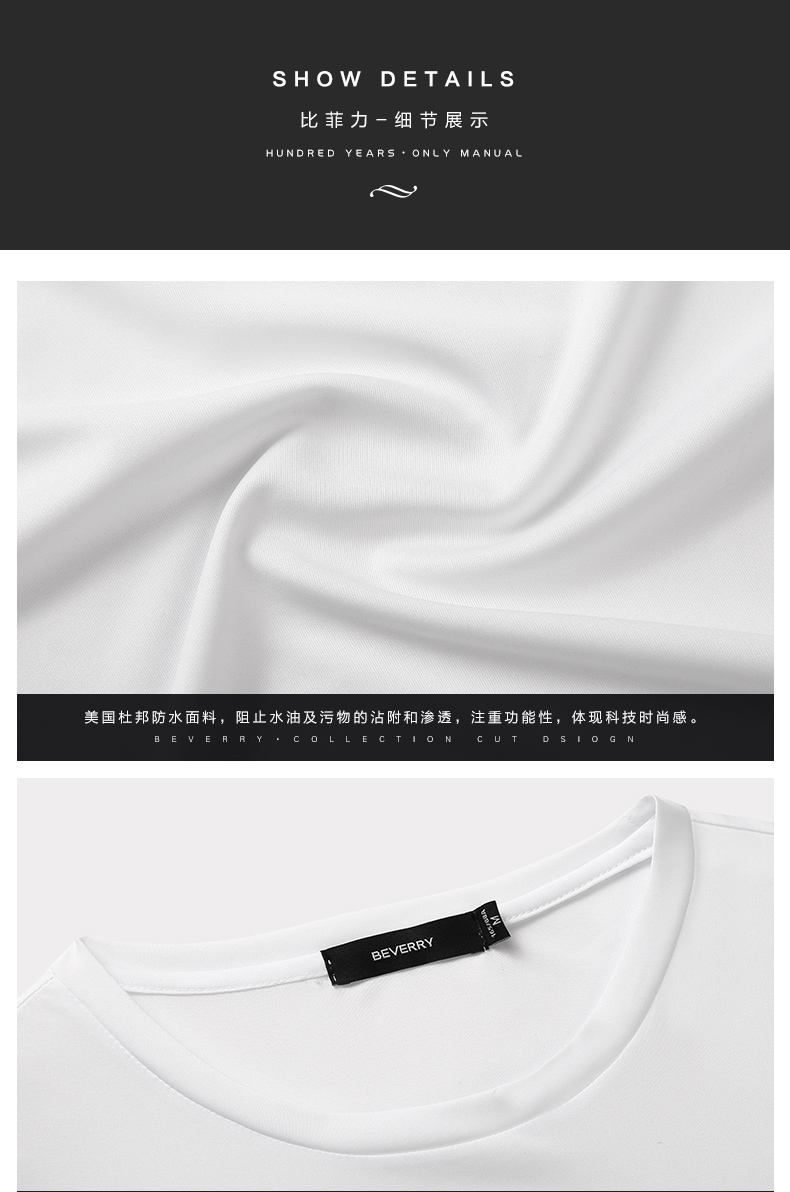 SHOW DETAILS
比菲力–细节展示
HUNDRED YEARS·ONLY MANUAL
美国杜邦防水面料，阻止水油及污物的沾附和渗透，注重功能性，体现科技时尚感。
BEVERRY·COLLECTION CUT DSIOGN
BEVERRY
M
165/88A